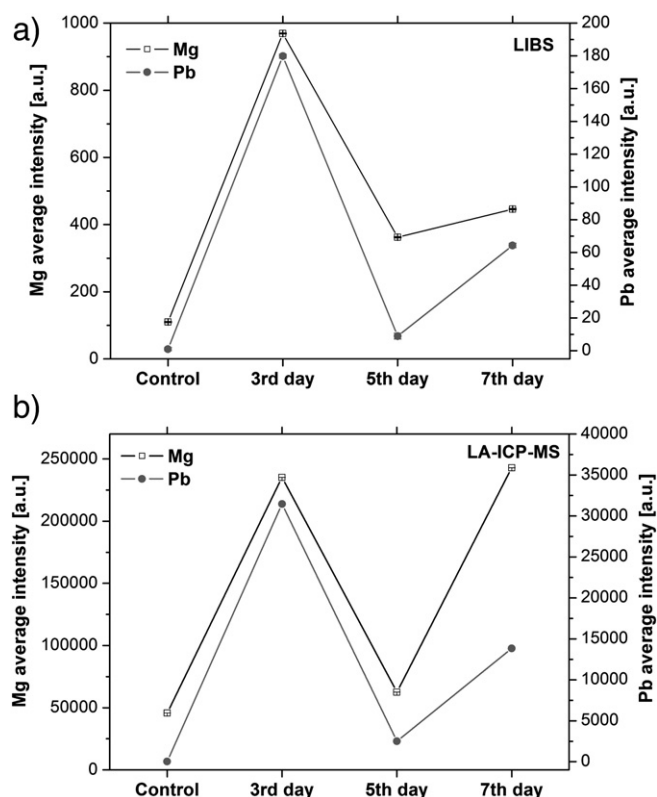 a)
LIBS
Mg
Pb
Mg average intensity [a.u.]
1000
800
600
400
200
0
Pb average intensity [a.u.]
200
180
160
140
120
100
80
60
40
20
0
Control 3rd day 5th day 7th day
b)
LA-ICP-MS
Mg
Pb
Mg average intensity [a.u.]
250000
200000
150000
100000
50000
0
Pb average intensity [a.u.]
40000
35000
30000
25000
20000
15000
10000
5000
0
Control 3rd day 5th day 7th day